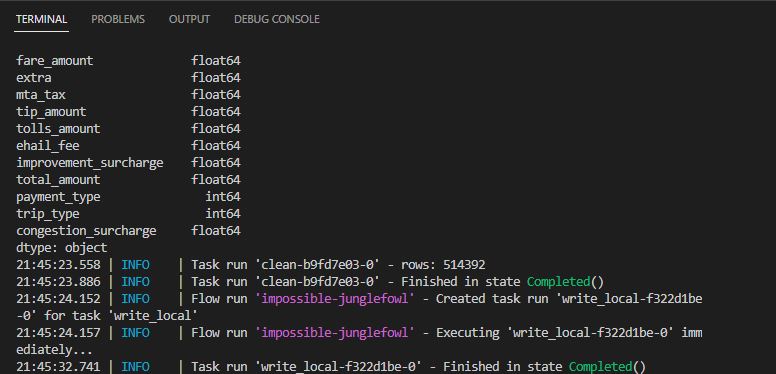 TERMINAL PROBLEMS OUTPUT DEBUG CONSOLE
fare_amount float64
extra float64
mta_tax float64
tip_amount float64
tolls_amount float64
ehail_fee float64
improvement_surcharge float64
total_amount float64
payment_type int64
trip_type int64
congestion_surcharge float64
dtype: object
21:45:23.558 | INFO | Task run 'clean-b9fd7e03-0' - rows: 514392
21:45:23.886 | INFO | Task run 'clean-b9fd7e03-0' - Finished in state Completed()
21:45:24.152 | INFO | Flow run 'impossible-junglefowl' - Created task run 'write_local-f322d1be
-0' for task 'write_local'
21:45:24.157 | INFO | Flow run 'impossible-junglefowl' - Executing 'write_local-f322d1be-0' imm
ediately...
21:45:32.741 | INFO | Task run 'write_local-f322d1be-0' - Finished in state Completed()